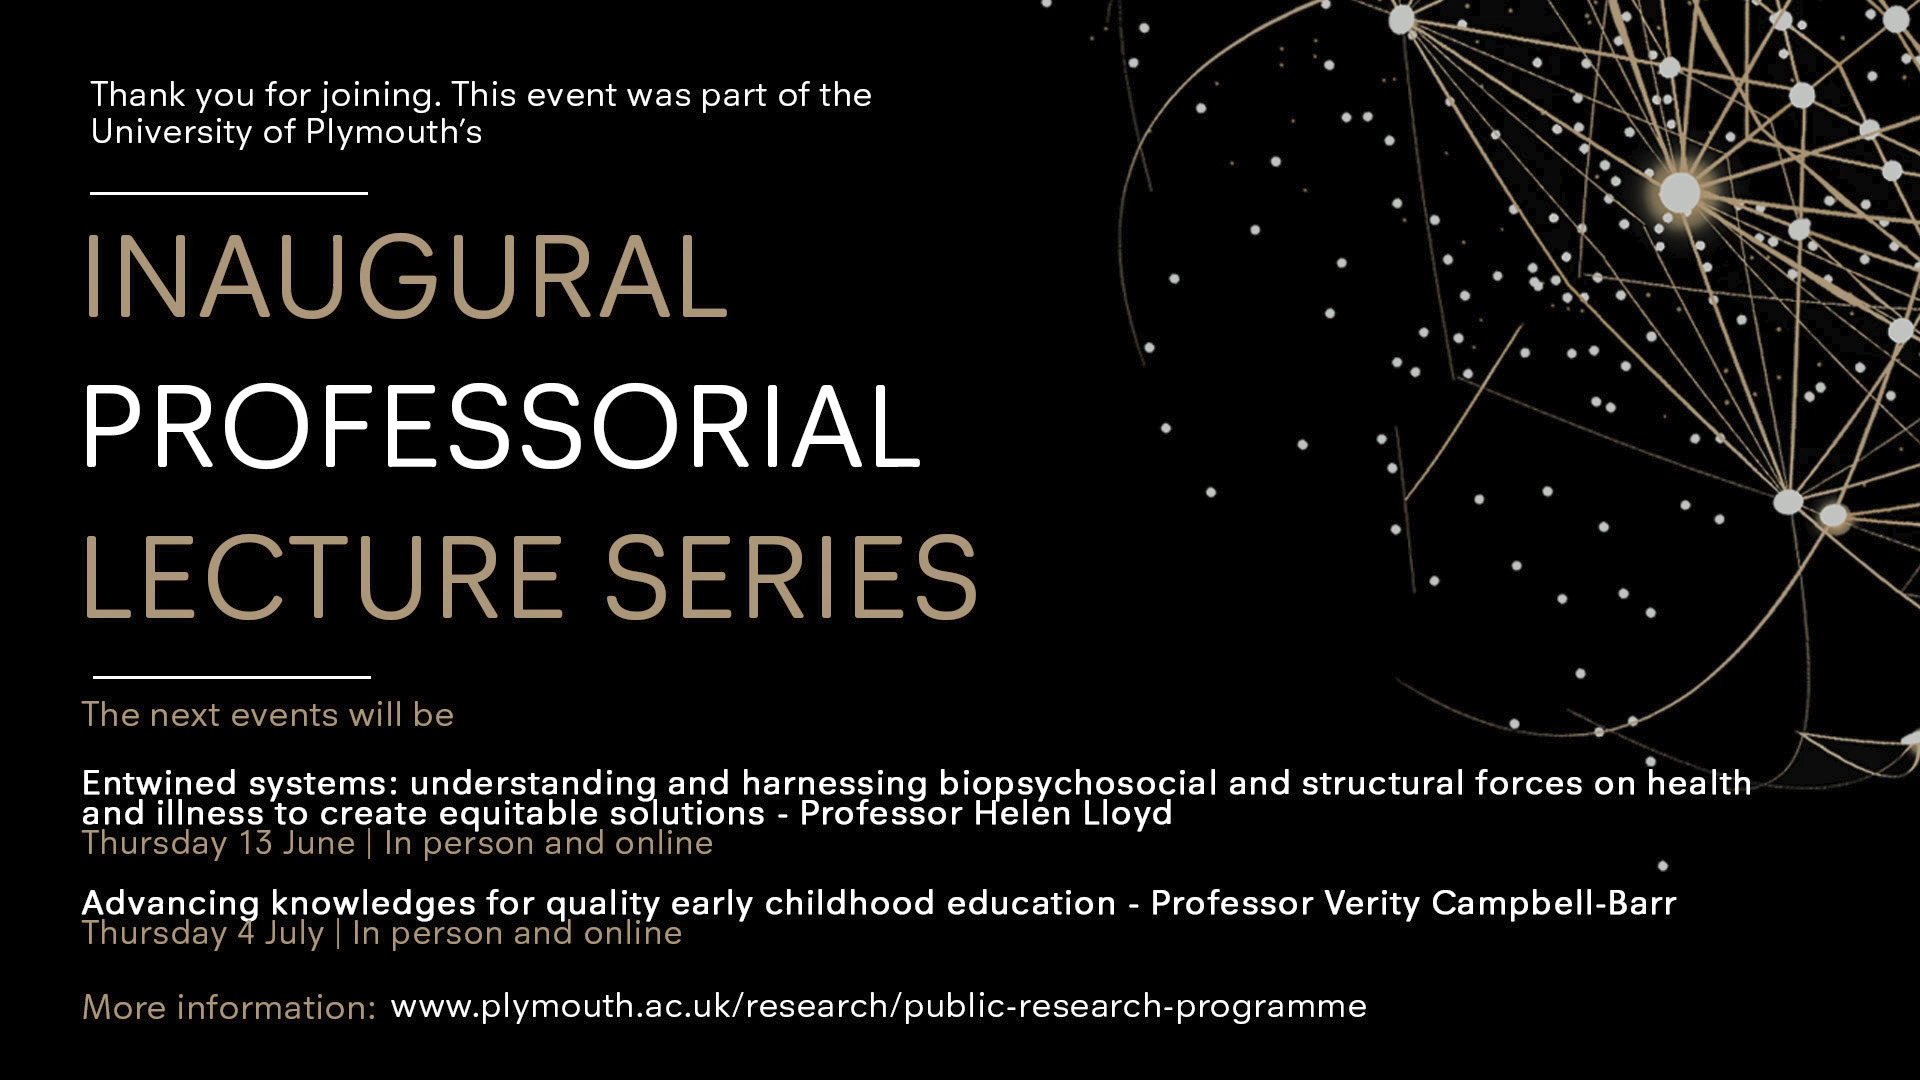 Thank you for joining. This event was part of the
University of Plymouth’s
INAUGURAL
PROFESSORIAL
LECTURE SERIES
The next events will be
Entwined systems: understanding and harnessing biopsychosocial and structural forces on health
and illness to create equitable solutions - Professor Helen Lloyd
Thursday 13 June | In person and online
Advancing knowledges for quality early childhood education - Professor Verity Campbell-Barr
Thursday 4 July | In person and online
More information: www.plymouth.ac.uk/research/public-research-programme